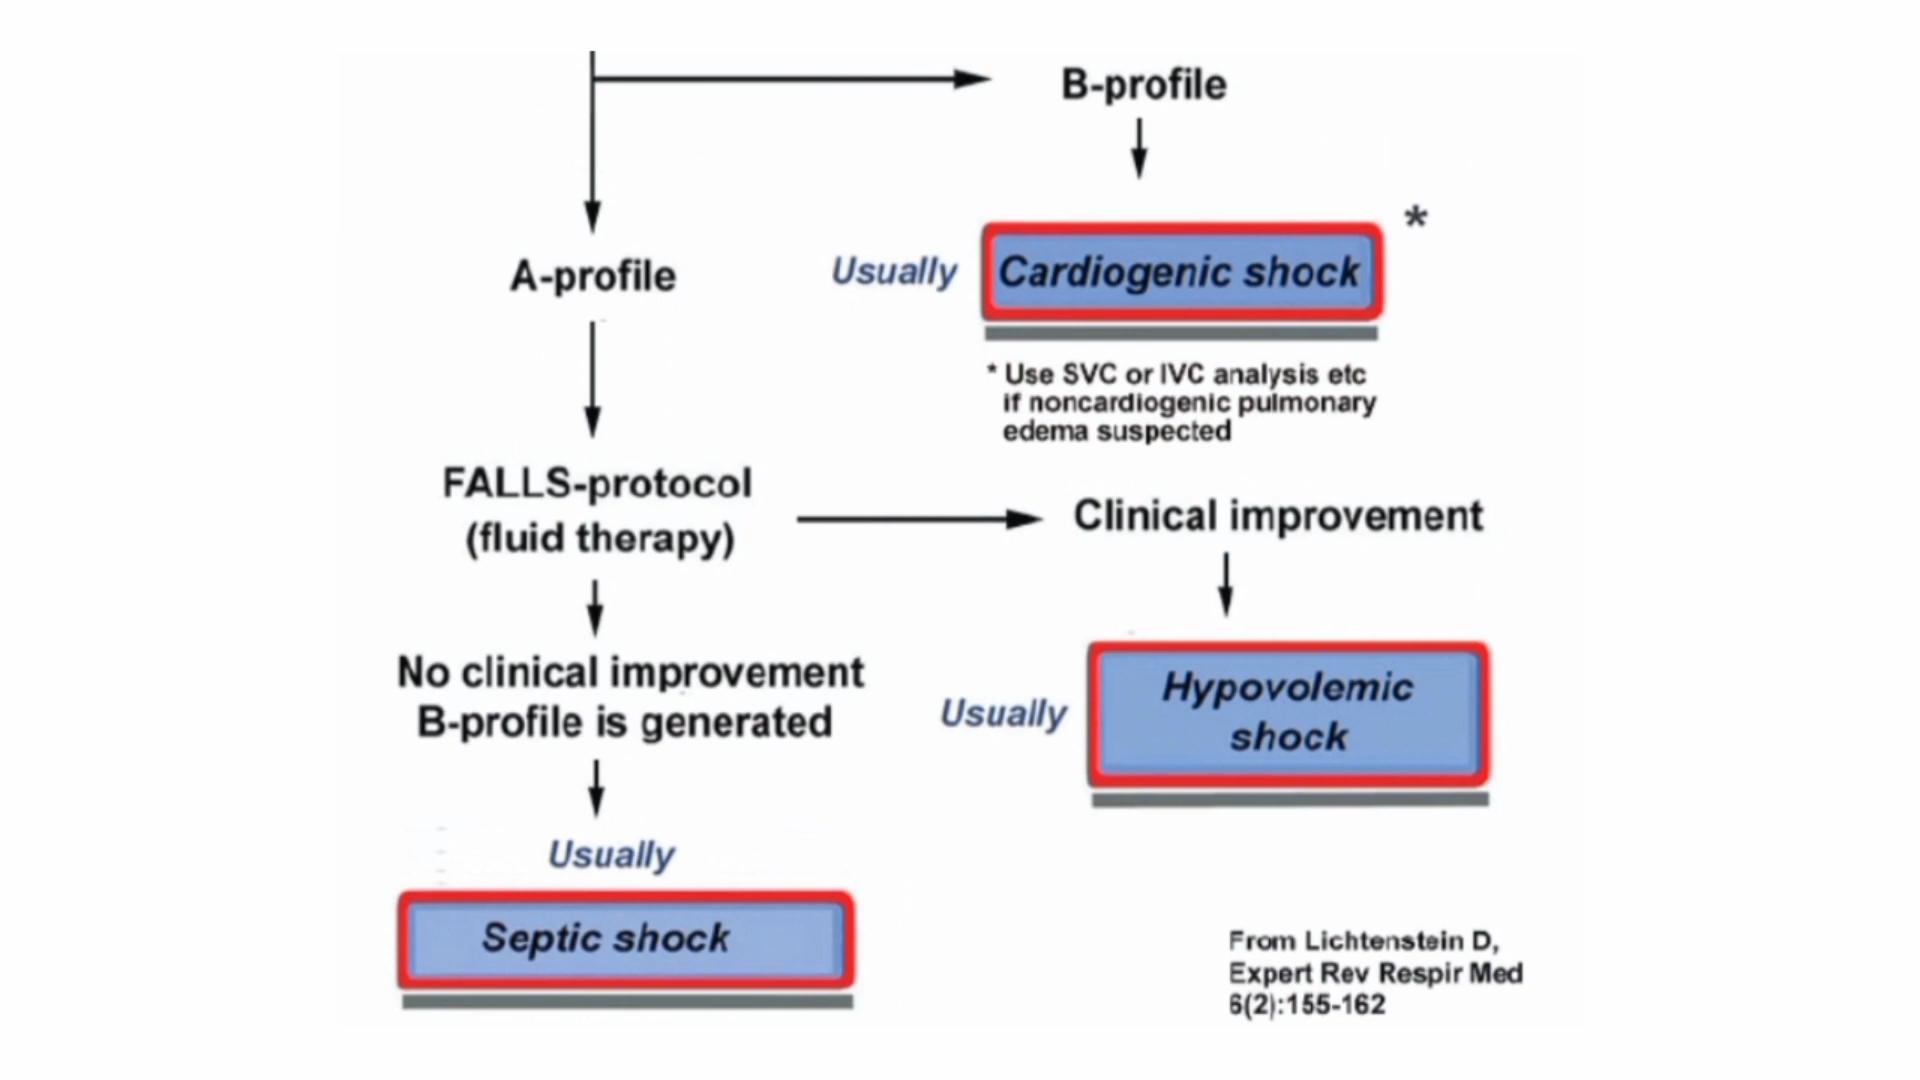 B-profile
A-profile
Usually
Cardiogenic shock
*
* Use SVC or IVC analysis etc
if noncardiogenic pulmonary
edema suspected
FALLS-protocol
(fluid therapy)
Clinical improvement
No clinical improvement
B-profile is generated
Usually
Hypovolemic
shock
Usually
Septic shock
From Lichtenstein D,
Expert Rev Respir Med
6(2):155-162